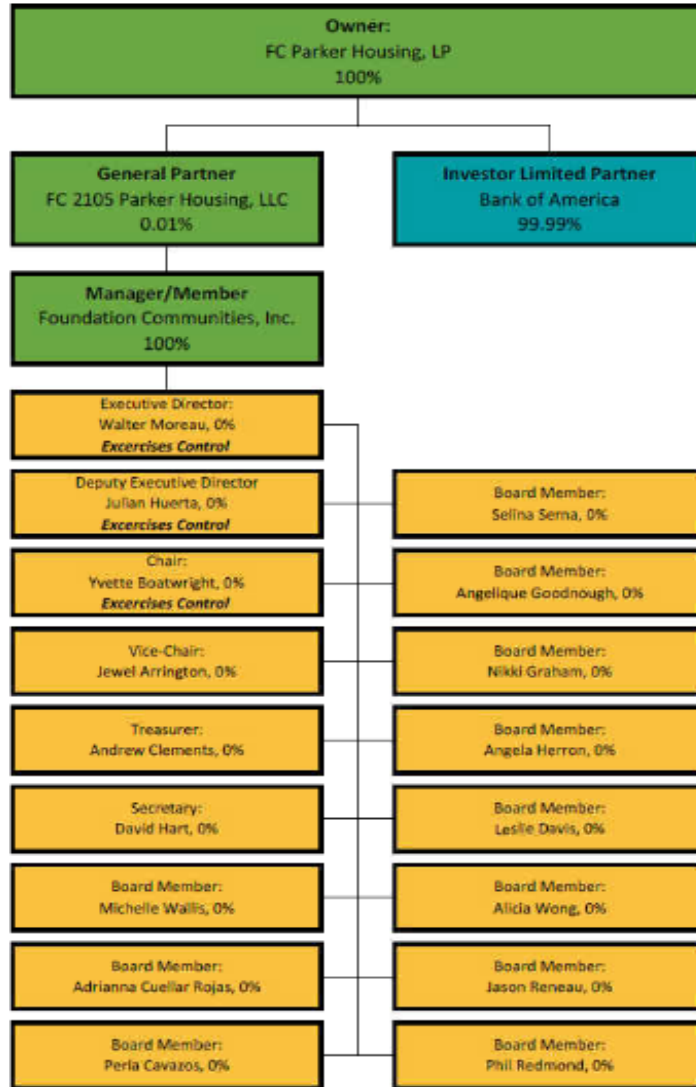 Owner:
FC Parker Housing, LP
100%
General Partner
FC 2105 Parker Housing, LLC
0.01%
Investor Limited Partner
Bank of America
99.99%
Manager/Member
Foundation Communities, Inc.
100%
Executive Director:
Walter Moreau, 0%
Excercises Control
Deputy Executive Director
Julian Huerta, 0%
Excercises Control
Board Member:
Selina Serna, 0%
Chair:
Yvette Boatwright, 0%
Excercises Control
Board Member:
Angelique Goodnough, 0%
Vice-Chair:
Jewel Arrington, 0%
Board Member:
Nikki Graham, 0%
Treasurer:
Andrew Clements, 0%
Board Member:
Angela Herron, 0%
Secretary:
David Hart, 0%
Board Member:
Leslie Davis, 0%
Board Member:
Michelle Wallis, 0%
Board Member:
Alicia Wong, 0%
Board Member:
Adrianna Cuellar Rojas, 0%
Board Member:
Jason Reneau, 0%
Board Member:
Perla Cavazos, 0%
Board Member:
Phil Redmond, 0%